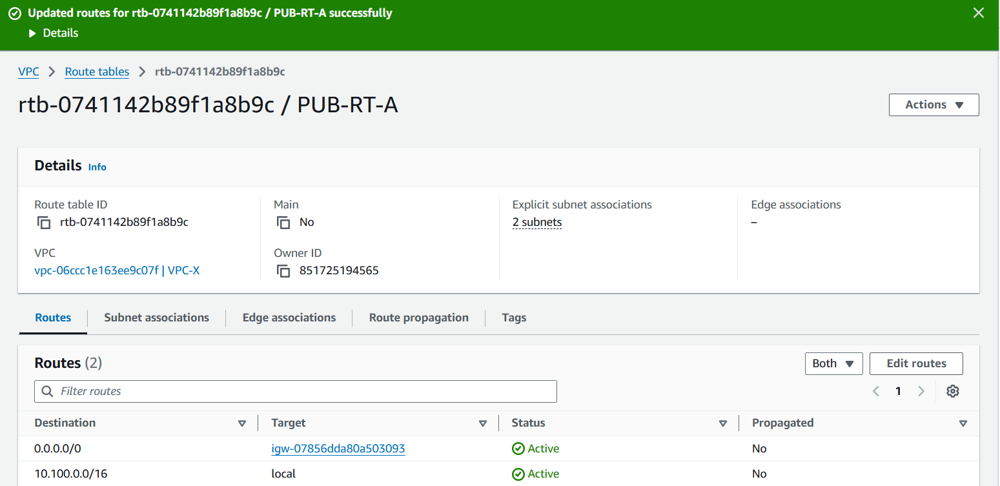 Updated routes for rtb-0741142b89f1a8b9c / PUB-RT-A successfully
Details
VPC > Route tables > rtb-0741142b89f1a8b9c
rtb-0741142b89f1a8b9c / PUB-RT-A
Actions
Details Info
Route table ID
rtb-0741142b89f1a8b9c
Main
No
Explicit subnet associations
2 subnets
Edge associations
–
VPC
vpc-06ccc1e163ee9c07f | VPC-X
Owner ID
851725194565
Routes Subnet associations Edge associations Route propagation Tags
Routes (2)
Both Edit routes
Filter routes
1
Destination Target Status Propagated
0.0.0.0/0 igw-07856dda80a503093 Active No
10.100.0.0/16 local Active No